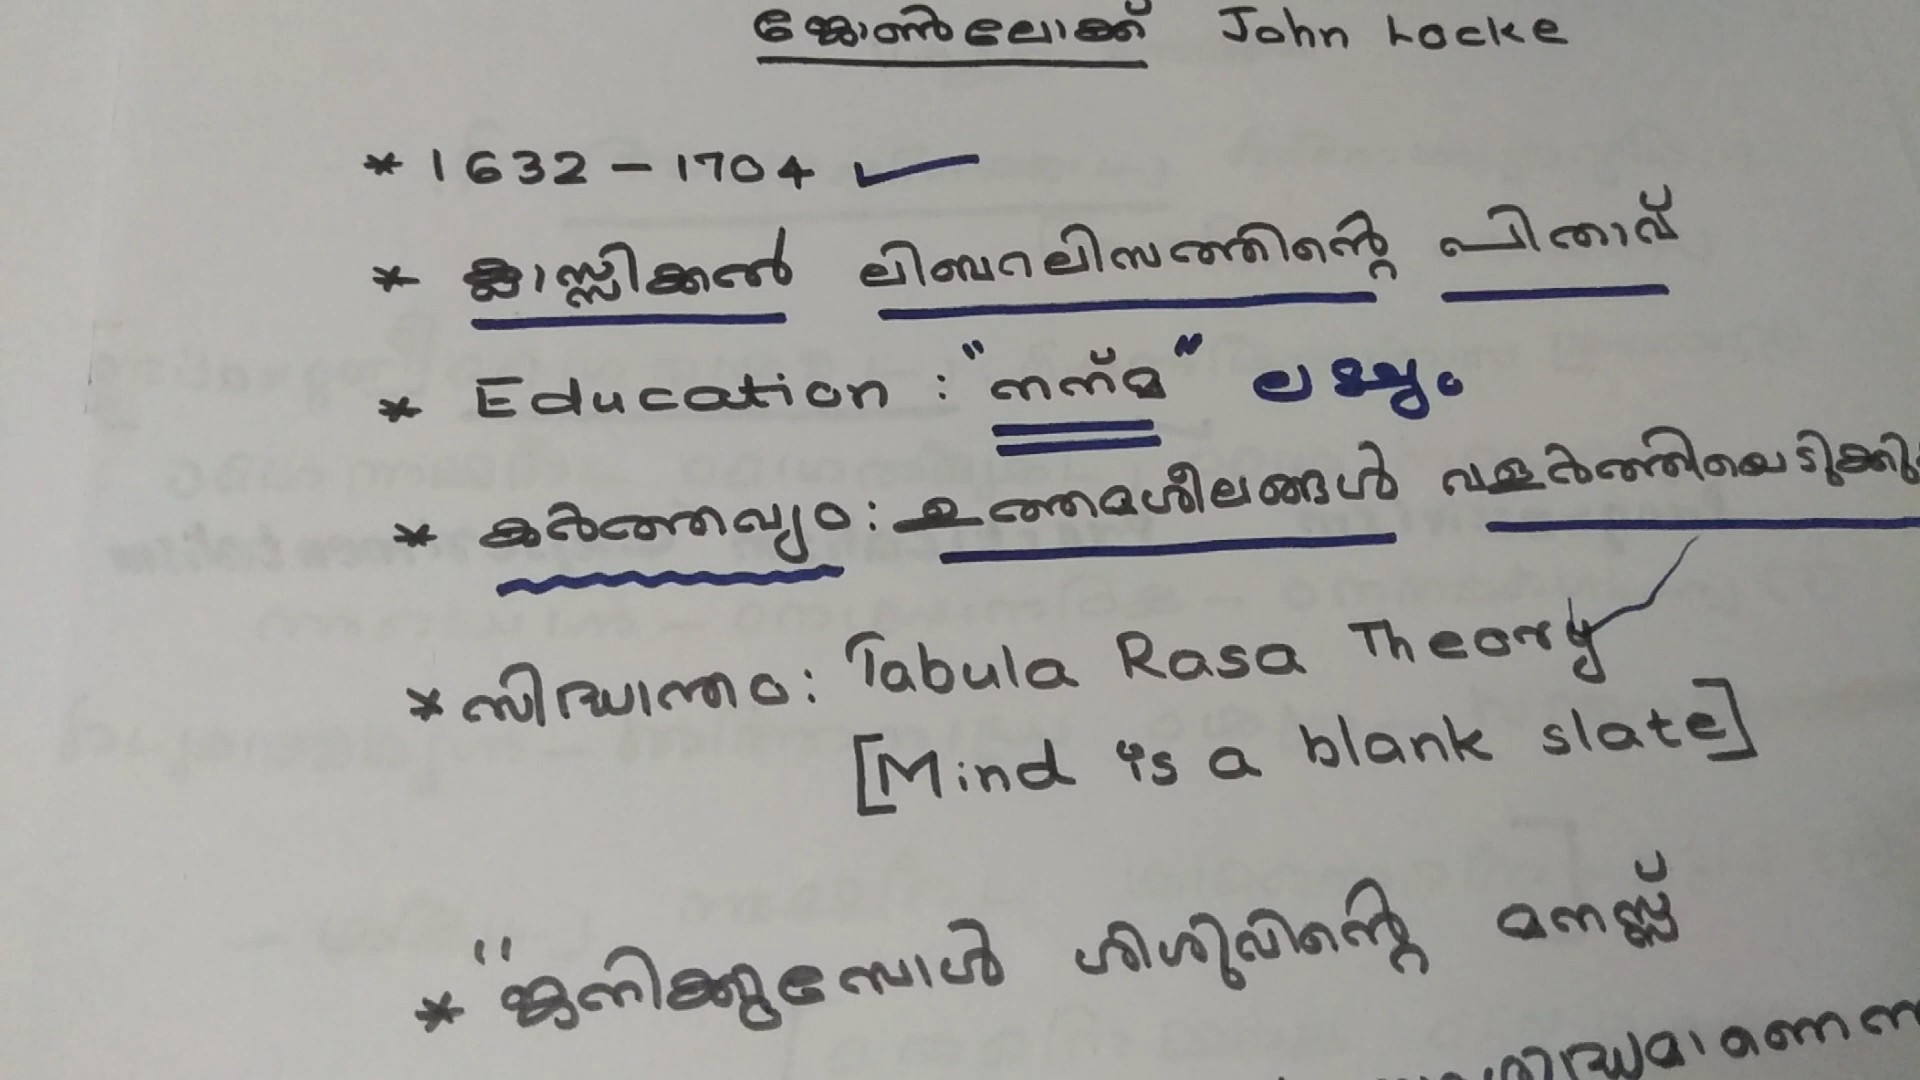 ജോൺലോക്ക് John Locke
* 1632 – 1704
* ക്ലാസ്സിക്കൽ ലിബറലിസത്തിന്റെ പിതാവ്
* Education : "നന്മ" ലക്ഷ്യം
* കർത്തവ്യം : ഉത്തമശീലങ്ങൾ വളർത്തിയെടുക്കു
* സിദ്ധാന്തം : Tabula Rasa Theory
[Mind is a blank slate]
* "ജനിക്കുമ്പോൾ ശിശുവിന്റെ മനസ്സ്